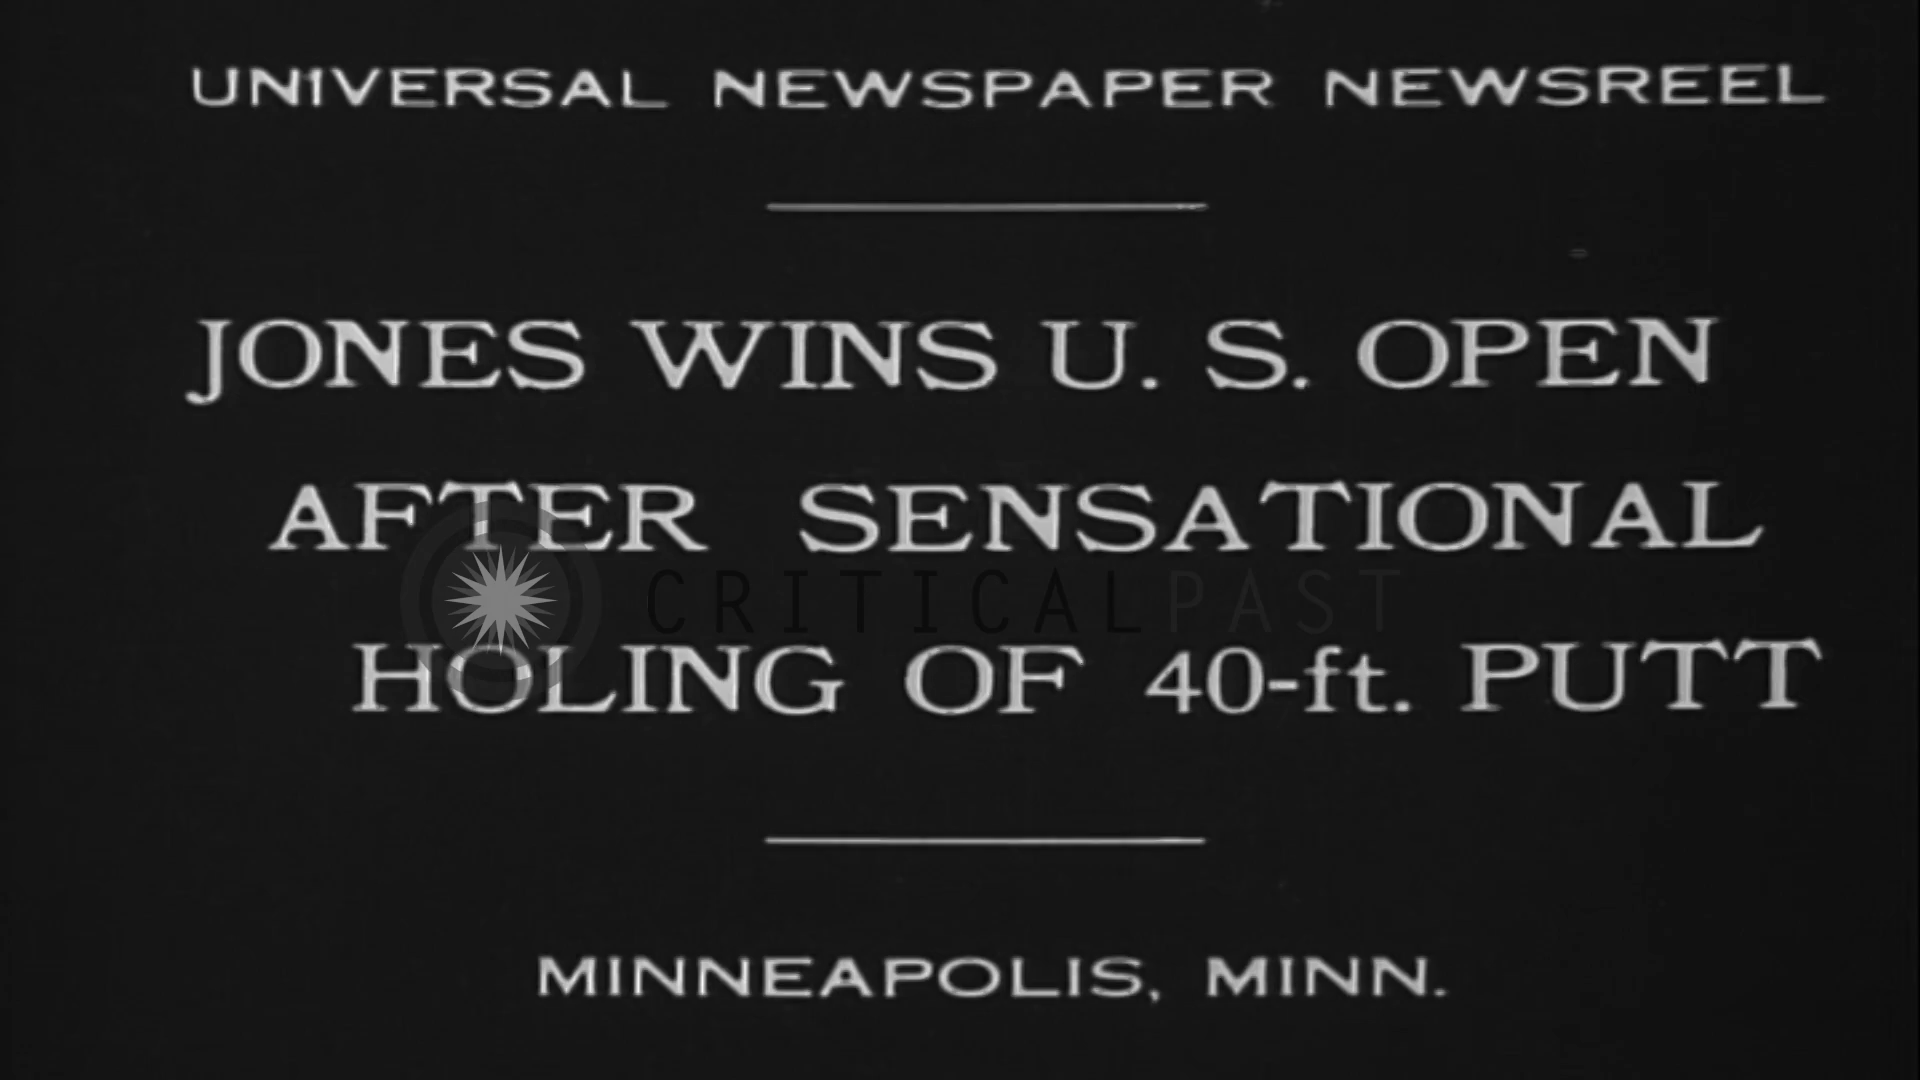 UNIVERSAL NEWSPAPER NEWSREEL
JONES WINS U. S. OPEN
AFTER SENSATIONAL
CRITICALPAST
HOLING OF 40-ft. PUTT
MINNEAPOLIS, MINN.